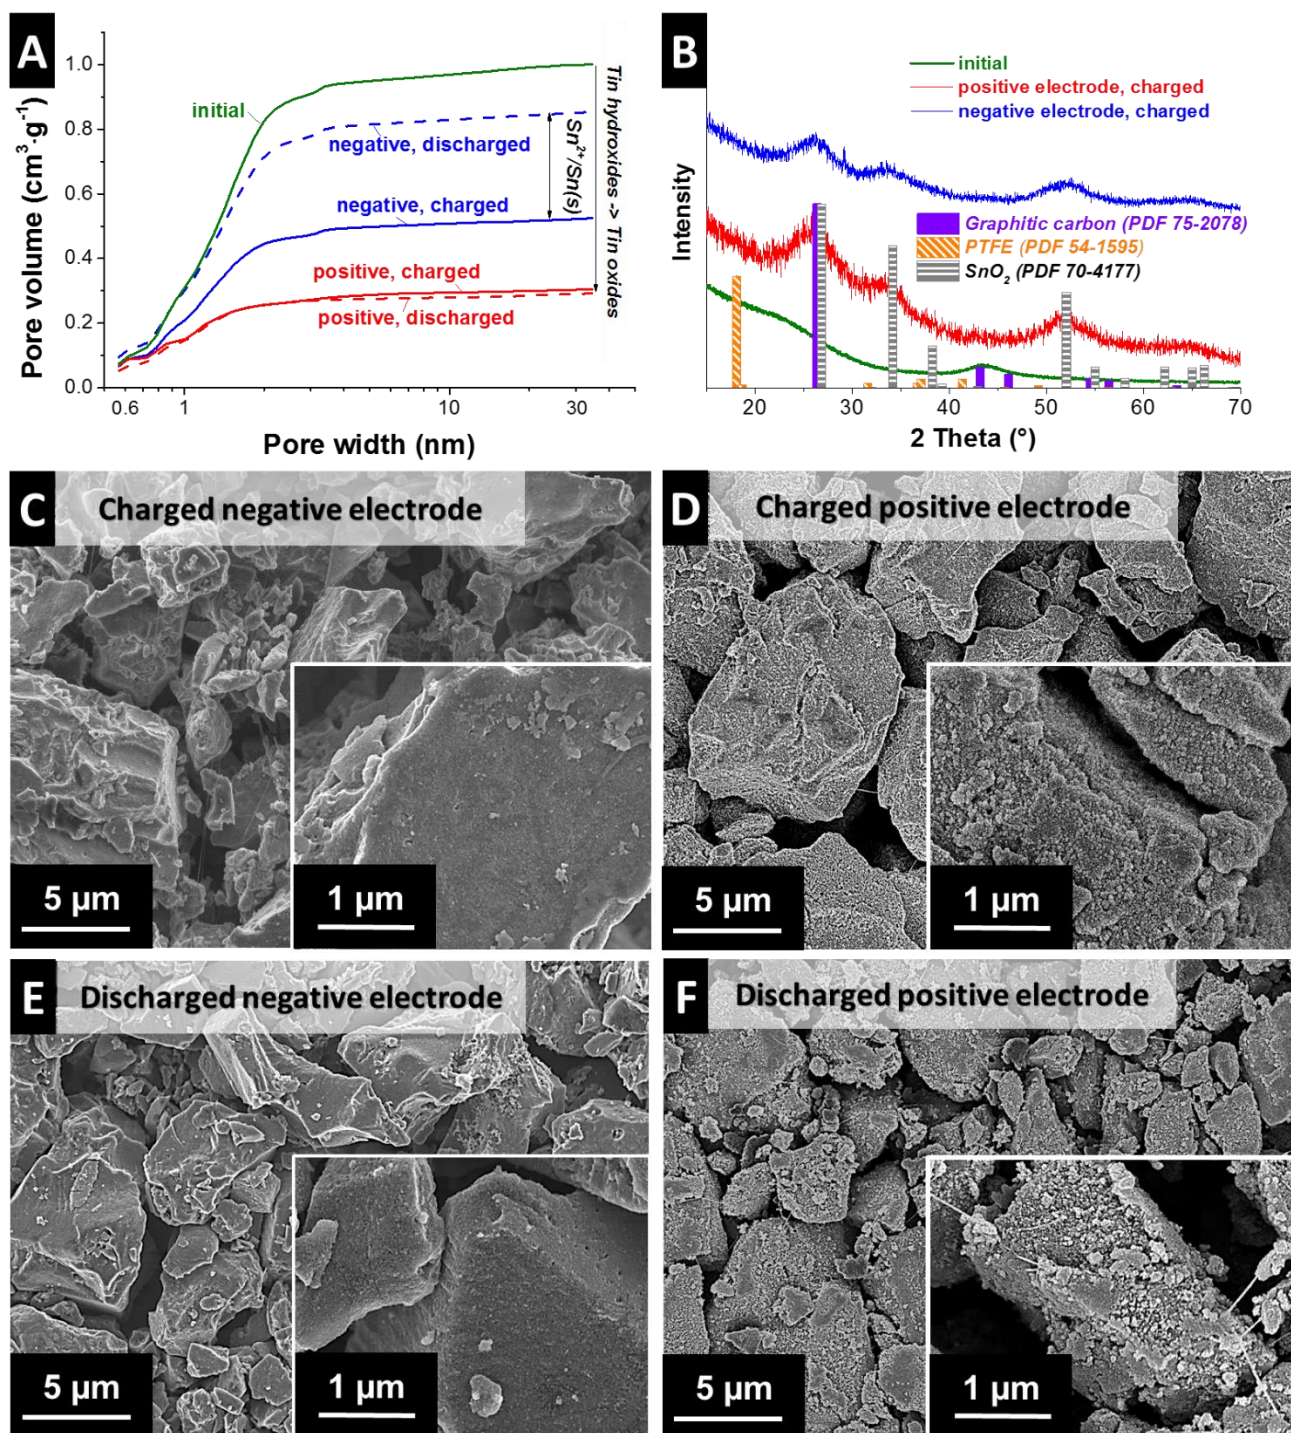 A
Pore volume (cm³·g⁻¹)
1.0
0.8
0.6
0.4
0.2
0.0
0.6
1
10
30
Pore width (nm)
initial
negative, discharged
negative, charged
positive, charged
positive, discharged
Sn²⁺/Sn(s)
Tin hydroxides -> Tin oxides
B
Intensity
initial
positive electrode, charged
negative electrode, charged
Graphitic carbon (PDF 75-2078)
PTFE (PDF 54-1595)
SnO₂ (PDF 70-4177)
20
30
40
50
60
70
2 Theta (°)
C
Charged negative electrode
5 µm
1 µm
D
Charged positive electrode
5 µm
1 µm
E
Discharged negative electrode
5 µm
1 µm
F
Discharged positive electrode
5 µm
1 µm